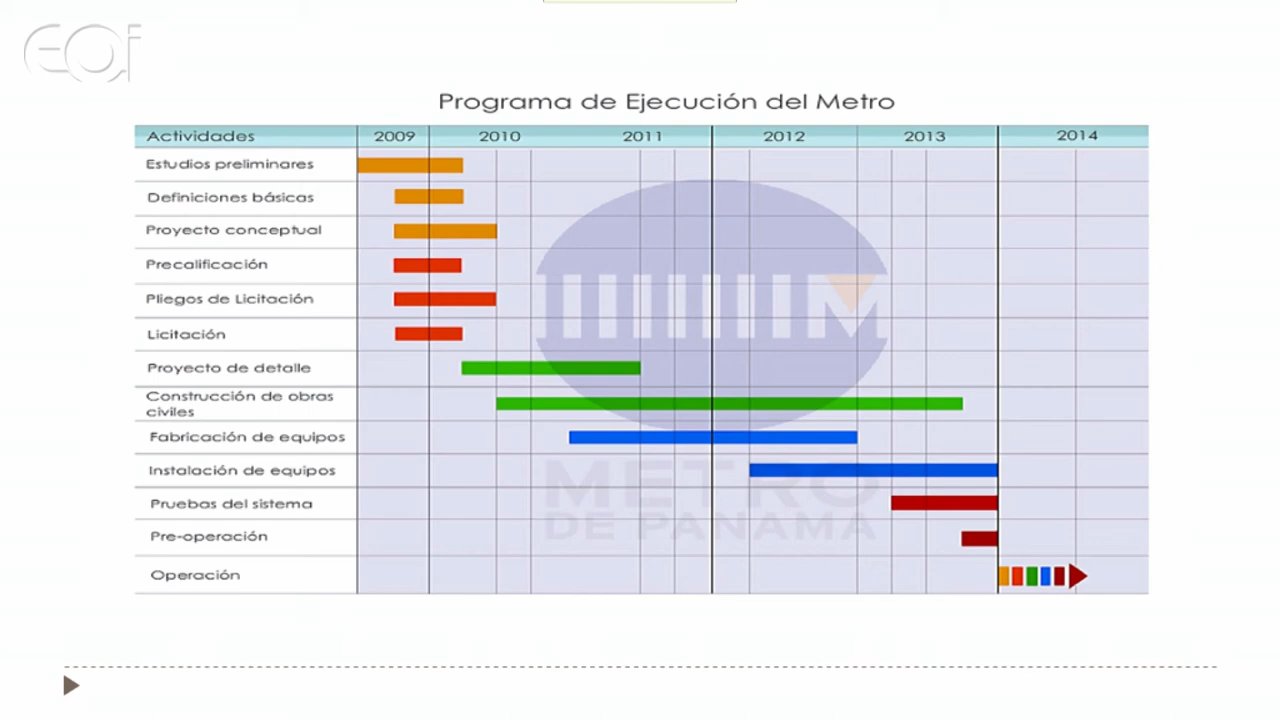 EOi
Programa de Ejecución del Metro
Actividades 2009 2010 2011 2012 2013 2014
Estudios preliminares
Definiciones básicas
Proyecto conceptual
Precalificación
Pliegos de Licitación
Licitación
Proyecto de detalle
Construcción de obras
civiles
Fabricación de equipos
Instalación de equipos
Pruebas del sistema
Pre-operación
Operación
METRO
DE PANAMA